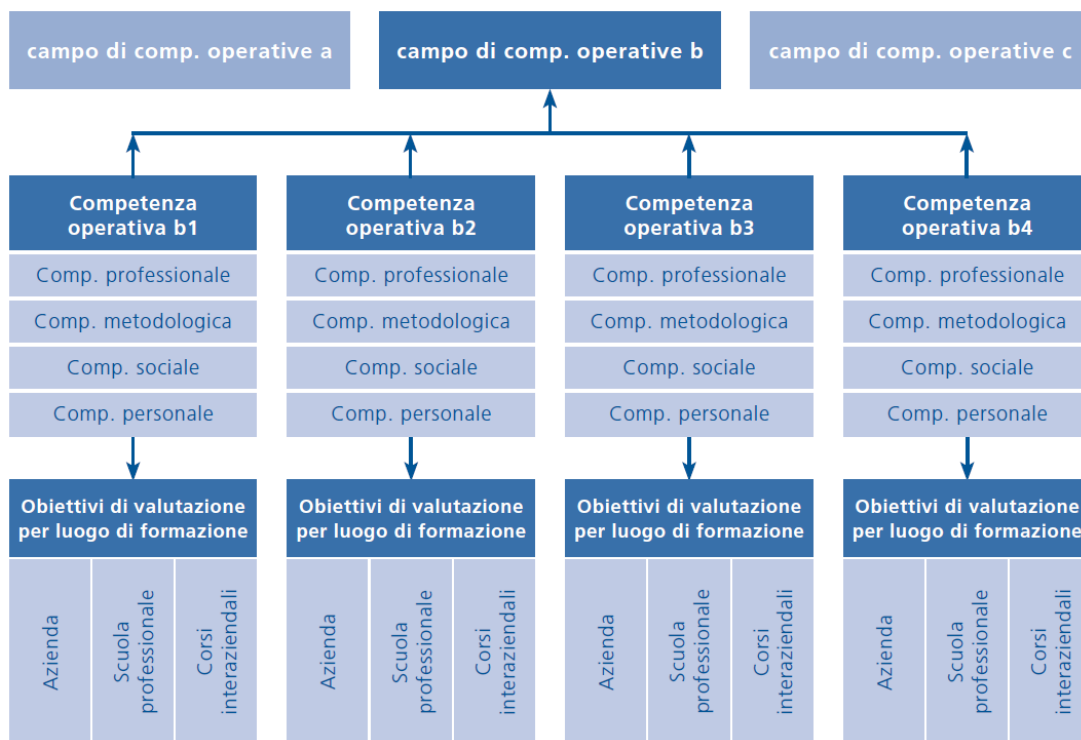 campo di comp. operative a
campo di comp. operative b
campo di comp. operative c
Competenza
operativa b1
Comp. professionale
Comp. metodologica
Comp. sociale
Comp. personale
Obiettivi di valutazione
per luogo di formazione
Azienda
Scuola
professionale
Corsi
interaziendali
Competenza
operativa b2
Comp. professionale
Comp. metodologica
Comp. sociale
Comp. personale
Obiettivi di valutazione
per luogo di formazione
Azienda
Scuola
professionale
Corsi
interaziendali
Competenza
operativa b3
Comp. professionale
Comp. metodologica
Comp. sociale
Comp. personale
Obiettivi di valutazione
per luogo di formazione
Azienda
Scuola
professionale
Corsi
interaziendali
Competenza
operativa b4
Comp. professionale
Comp. metodologica
Comp. sociale
Comp. personale
Obiettivi di valutazione
per luogo di formazione
Azienda
Scuola
professionale
Corsi
interaziendali